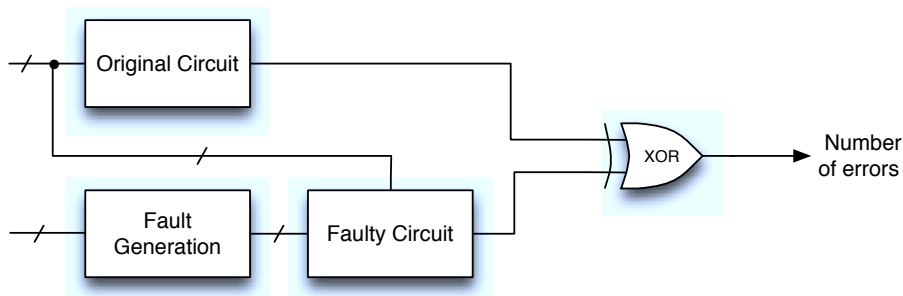 Original Circuit
XOR
Number
of errors
Fault
Generation
Faulty Circuit